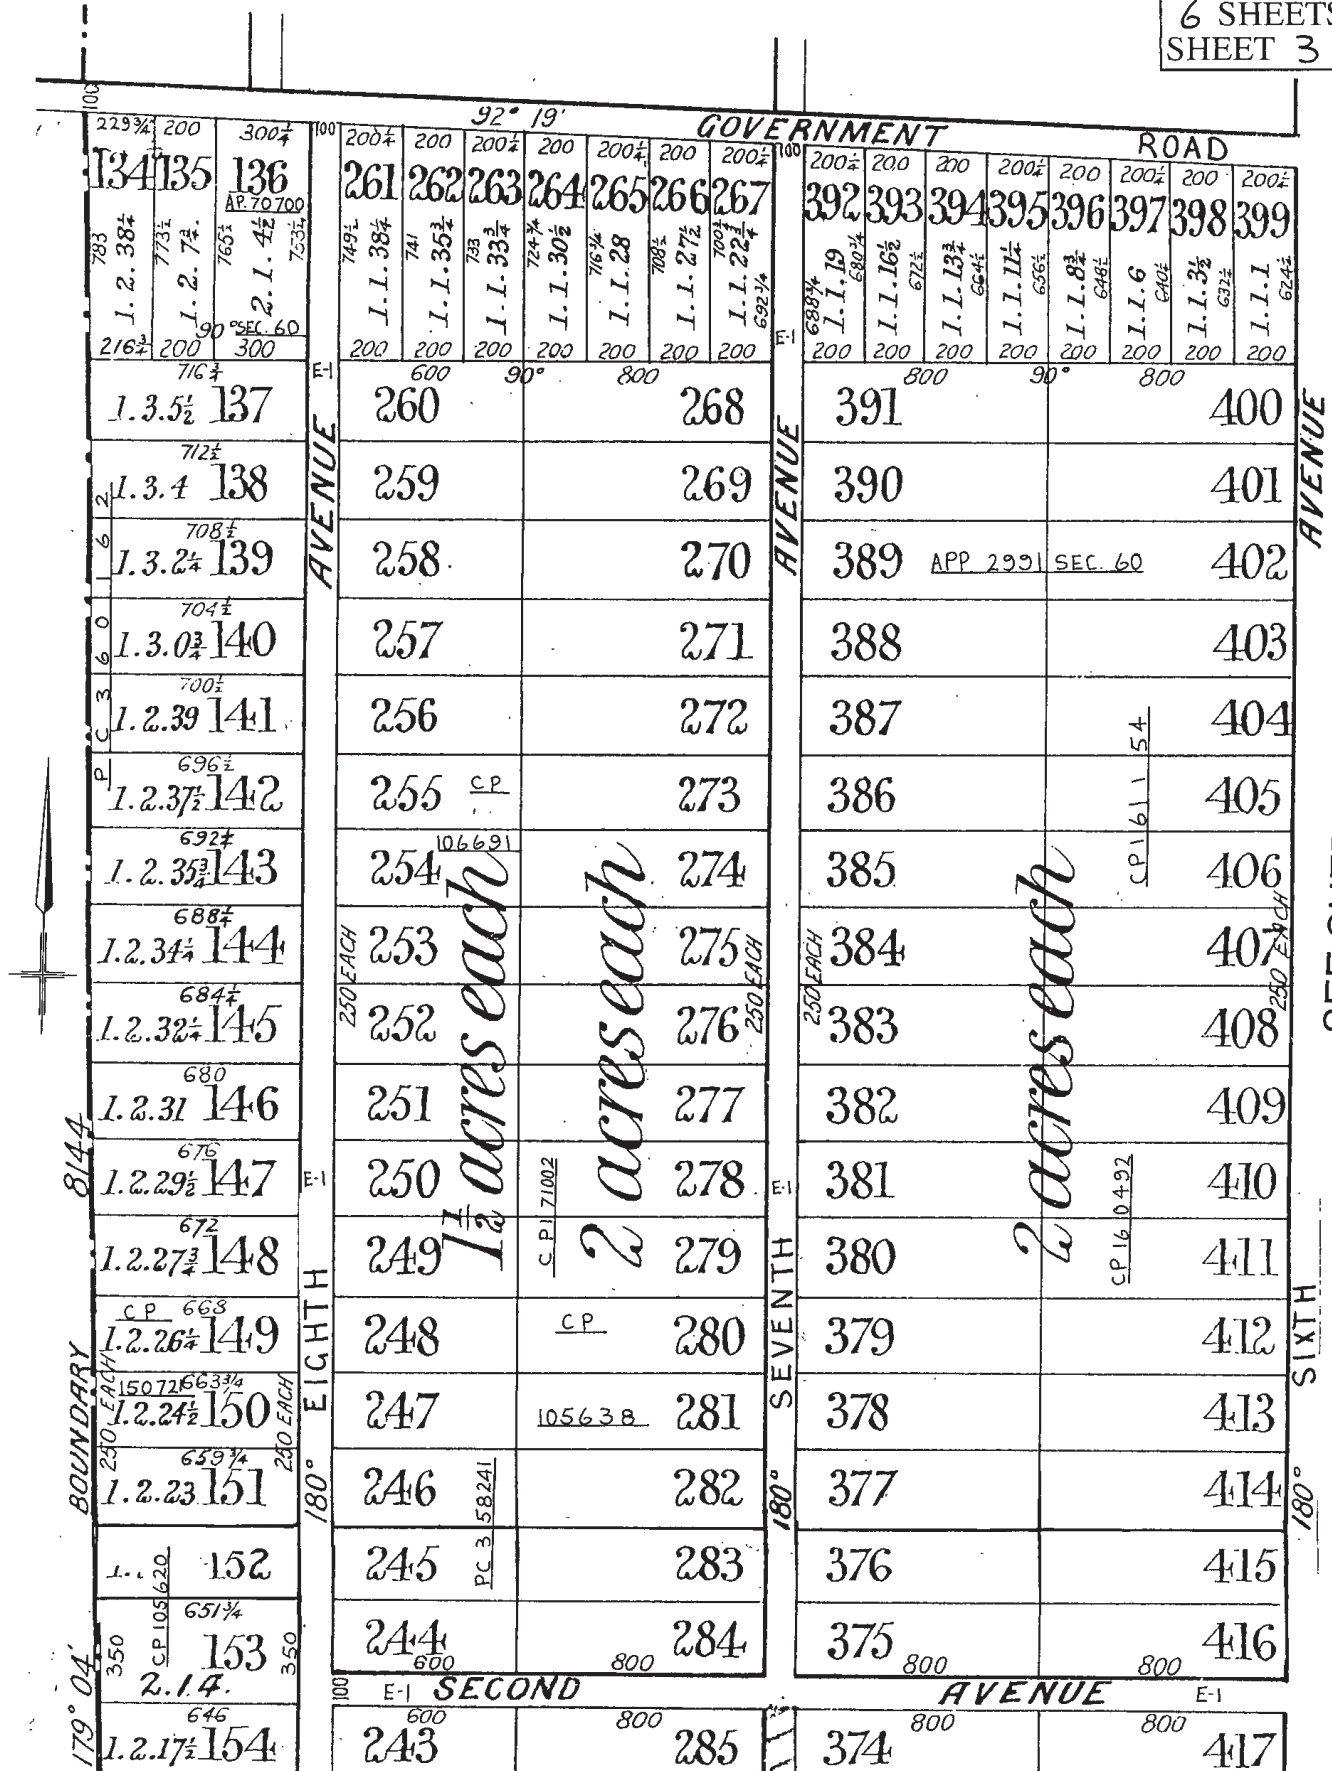 6 SHEETS
SHEET 3
100
92° 19'
GOVERNMENT ROAD
229¾ 200 300¼ 100 200¼ 200 200¼ 200 200¼ 200 200¼ 100 200¼ 200 200 200¼ 200 200¼ 200 200¼
134 135 136 261 262 263 264 265 266 267 392 393 394 395 396 397 398 399
AP. 70700
783 773½ 765½ 753½ 749½ 741 733 724¾ 716¾ 708½ 700½ 692¾ 688¾ 680¾ 672½ 664½ 656½ 648½ 640½ 632½ 624½
1.2.38¼ 1.2.7¾. 2.1.4½ 1.1.38¼ 1.1.35¾ 1.1.33¾ 1.1.30½ 1.1.28 1.1.27½ 1.1.22¾ 1.1.19 1.1.16½ 1.1.13¾ 1.1.11¼ 1.1.8¾ 1.1.6 1.1.3½ 1.1.1
90° SEC. 60
E-1
216¾ 200 300 200 200 200 200 200 200 200 200 200 200 200 200 200 200 200
716¾ E-1 600 90° 800 800 90° 800
1.3.5½ 137 260 268 391 400
AVENUE AVENUE AVENUE
712½
1.3.4 138 259 269 390 401
708½
1.3.2¼ 139 258 270 389 APP 2991 SEC. 60 402
704½
1.3.0¾ 140 257 271 388 403
700½
1.2.39 141 256 272 387 404
PC 360162
696½
1.2.37½ 142 255 CP 273 386 405
CP161154
692¼
1.2.35¾ 143 254 106691 274 385 406
688¼
1.2.34¼ 144 253 275 384 407
250 EACH 250 EACH 250 EACH 250 EACH
684¼
1.2.32¼ 145 252 276 383 408
1½ acres each 2 acres each 2 acres each
680
1.2.31 146 251 277 382 409
8144
676
1.2.29½ 147 E-1 250 278 E-1 381 410
CP171002 CP160492
672
1.2.27¾ 148 249 279 380 411
EIGHTH SEVENTH SIXTH
CP 668
1.2.26¼ 149 248 CP 280 379 412
BOUNDARY
150721 663¾
1.2.24½ 150 247 105638 281 378 413
250 EACH 250 EACH
659¾
1.2.23 151 246 282 377 414
180° 180° 180°
PC 358241
152 245 283 376 415
CP105620
651¾
350 153 350 244 284 375 416
2.1.4.
600 800 800 800
100 E-1 SECOND AVENUE E-1
179° 04'
646 600 800 800 800
1.2.17½ 154 243 285 374 417